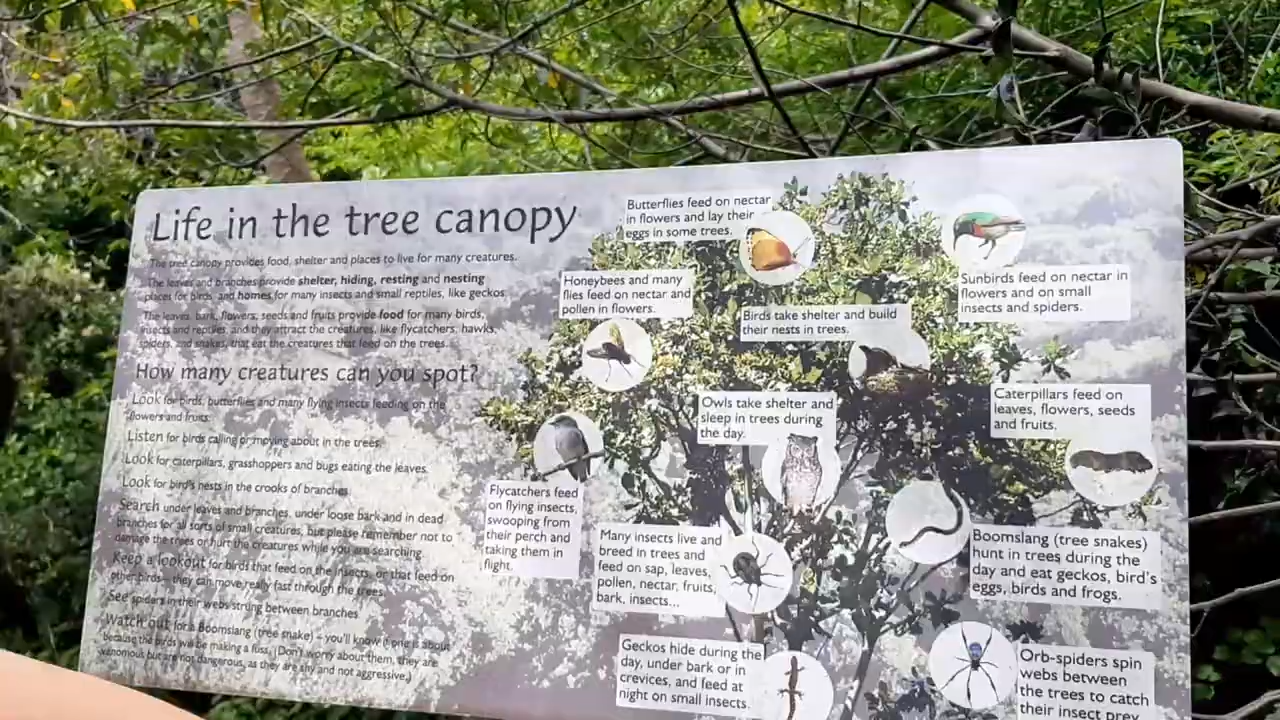 Life in the tree canopy
The tree canopy provides food, shelter and places to live for many creatures.
The leaves and branches provide shelter, hiding, resting and nesting
places for birds, and homes for many insects and small reptiles, like geckos.
The leaves, bark, flowers, seeds and fruits provide food for many birds,
insects and reptiles, and they attract the creatures, like flycatchers, hawks,
spiders, and snakes, that eat the creatures that feed on the trees.
How many creatures can you spot?
Look for birds, butterflies and many flying insects feeding on the
flowers and fruits.
Listen for birds calling or moving about in the trees.
Look for caterpillars, grasshoppers and bugs eating the leaves.
Look for bird's nests in the crooks of branches.
Search under leaves and branches, under loose bark and in dead
branches for all sorts of small creatures, but please remember not to
damage the trees or hurt the creatures while you are searching.
Keep a lookout for birds that feed on the insects, or that feed on
other birds – they can move really fast through the trees.
See spiders in their webs strung between branches.
Watch out for a Boomslang (tree snake) – you'll know if one is about
because the birds will be making a fuss. (Don't worry about them, they are
venomous but are not dangerous, as they are shy and not aggressive.)
Butterflies feed on nectar
in flowers and lay their
eggs in some trees.
Honeybees and many
flies feed on nectar and
pollen in flowers.
Sunbirds feed on nectar in
flowers and on small
insects and spiders.
Birds take shelter and build
their nests in trees.
Owls take shelter and
sleep in trees during
the day.
Caterpillars feed on
leaves, flowers, seeds
and fruits.
Flycatchers feed
on flying insects,
swooping from
their perch and
taking them in
flight.
Many insects live and
breed in trees and
feed on sap, leaves,
pollen, nectar, fruits,
bark, insects...
Boomslang (tree snakes)
hunt in trees during the
day and eat geckos, bird's
eggs, birds and frogs.
Geckos hide during the
day, under bark or in
crevices, and feed at
night on small insects.
Orb-spiders spin
webs between
the trees to catch
their insect prey